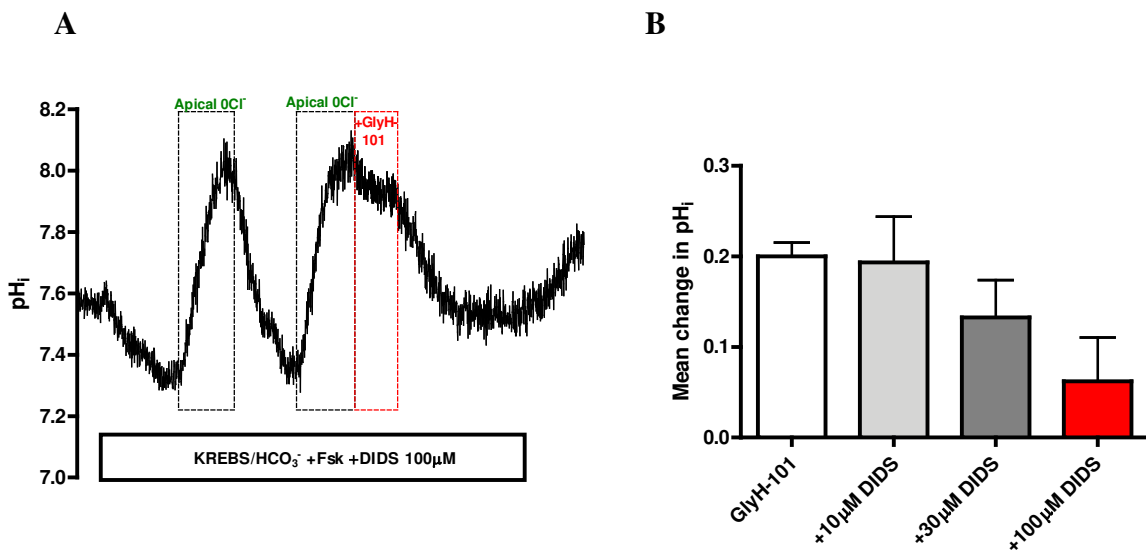 A
B
Apical 0Cl⁻
Apical 0Cl⁻
+GlyH-
101
8.2
8.0
7.8
7.6
7.4
7.2
7.0
pHᵢ
KREBS/HCO₃⁻ +Fsk +DIDS 100µM
0.3
0.2
0.1
0.0
Mean change in pHᵢ
GlyH-101
+10µM DIDS
+30µM DIDS
+100µM DIDS